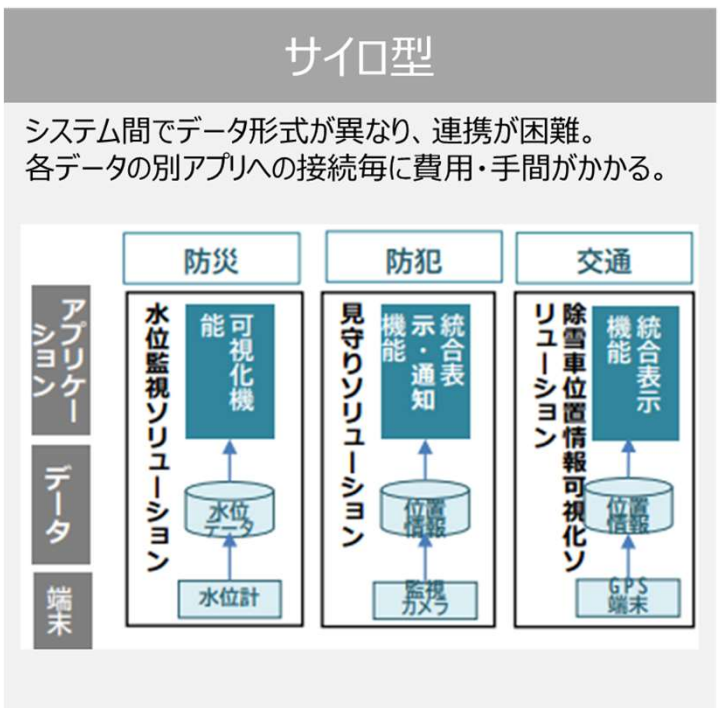 サイロ型
システム間でデータ形式が異なり、連携が困難。
各データの別アプリへの接続毎に費用・手間がかかる。
防災
防犯
交通
アプリケー
ション
水位監視ソリューション
可視化機
能
見守りソリューション
統合表
示・通知
機能
除雪車位置情報可視化ソ
リューション
統合表示
機能
データ
水位
データ
位置
情報
位置
情報
端末
水位計
監視
カメラ
GPS
端末